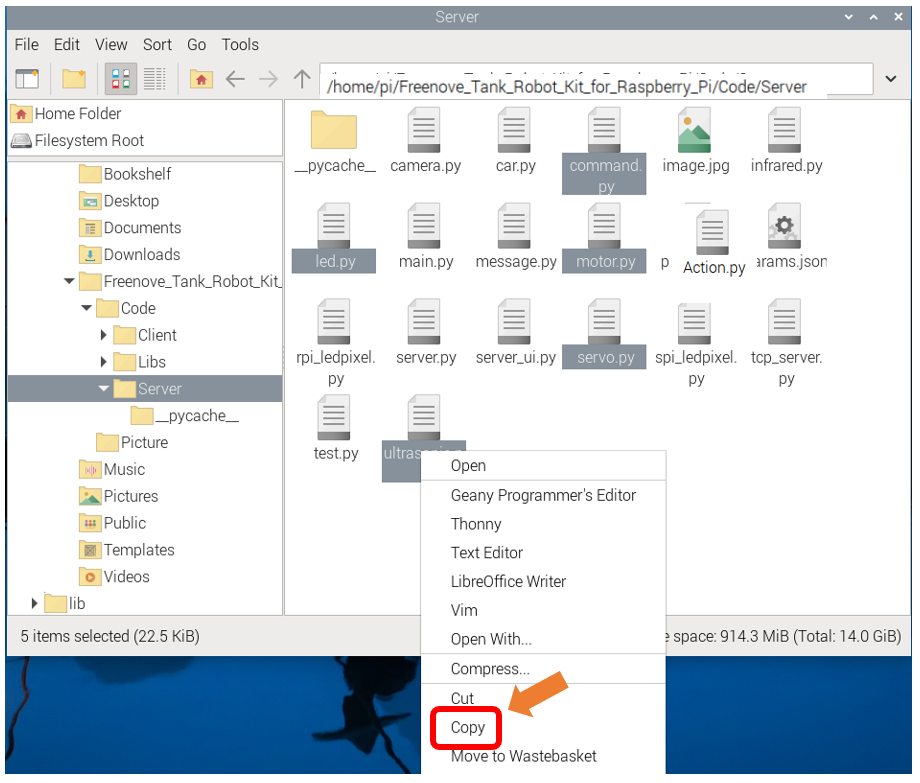 Server
File Edit View Sort Go Tools
/home/pi/Freenove_Tank_Robot_Kit_for_Raspberry_Pi/Code/Server
Home Folder
Filesystem Root
Bookshelf
Desktop
Documents
Downloads
Freenove_Tank_Robot_Kit_
Code
Client
Libs
Server
__pycache__
Picture
Music
Pictures
Public
Templates
Videos
lib
__pycache__ camera.py car.py command. image.jpg infrared.py
py
led.py main.py message.py motor.py p Action.py arams.json
rpi_ledpixel. server.py server_ui.py servo.py spi_ledpixel. tcp_server.
py py py
test.py ultras
Open
Geany Programmer's Editor
Thonny
Text Editor
LibreOffice Writer
Vim
Open With...
Compress...
Cut
Copy
Move to Wastebasket
5 items selected (22.5 KiB) e space: 914.3 MiB (Total: 14.0 GiB)